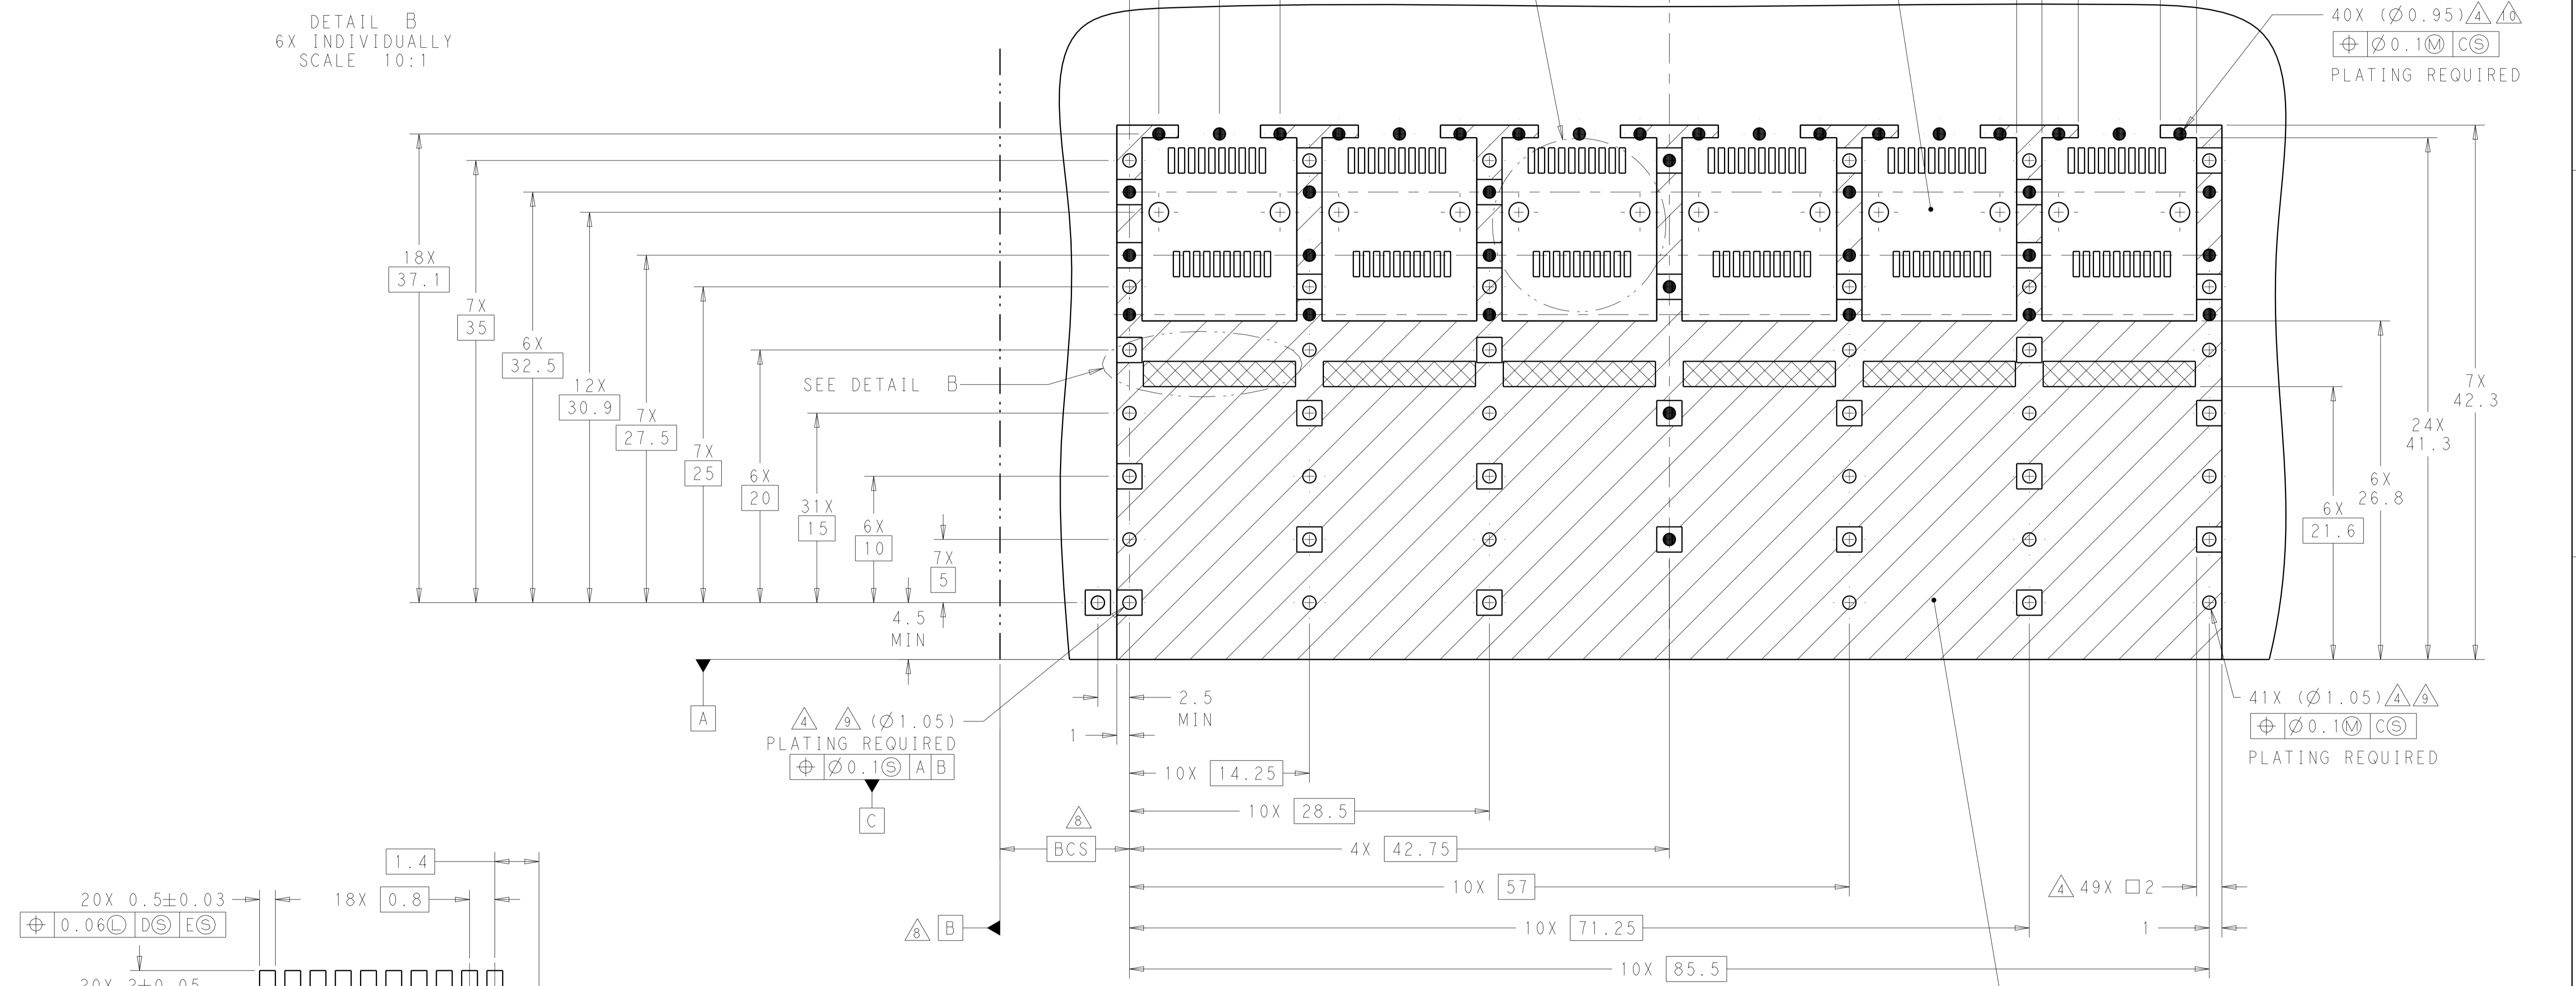 DETAIL B
6X INDIVIDUALLY
SCALE 10:1
40X (Ø0.95) 4 10
⌖ Ø0.1Ⓜ CⓈ
PLATING REQUIRED
18X
37.1
7X
35
6X
32.5
12X
30.9
7X
27.5
7X
25
6X
20
31X
15
6X
10
7X
5
4.5
MIN
SEE DETAIL B
7X
42.3
24X
41.3
6X
26.8
6X
21.6
A
2.5
MIN
1
4 9 (Ø1.05)
PLATING REQUIRED
⌖ Ø0.1Ⓢ A B
C
41X (Ø1.05) 4 9
⌖ Ø0.1Ⓜ CⓈ
PLATING REQUIRED
10X 14.25
10X 28.5
8
BCS
4X 42.75
10X 57
4 49X □2
8 B
10X 71.25
1
10X 85.5
1.4
20X 0.5±0.03
18X 0.8
⌖ 0.06Ⓛ DⓈ EⓈ
20X 2±0.05